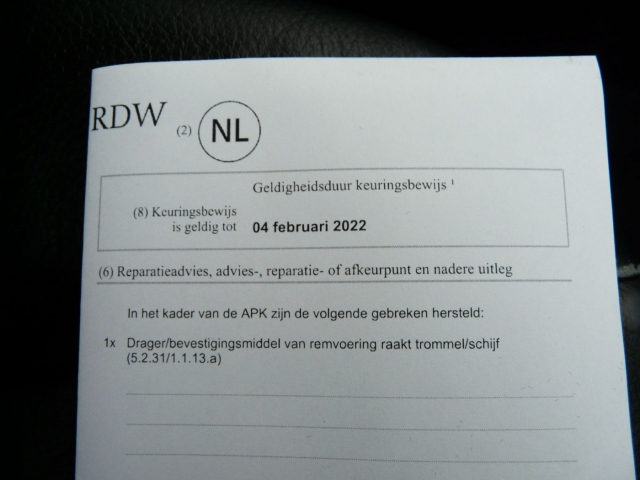 RDW (2) NL
Geldigheidsduur keuringsbewijs ¹
(8) Keuringsbewijs
is geldig tot 04 februari 2022
(6) Reparatieadvies, advies-, reparatie- of afkeurpunt en nadere uitleg
In het kader van de APK zijn de volgende gebreken hersteld:
1x Drager/bevestigingsmiddel van remvoering raakt trommel/schijf
(5.2.31/1.1.13.a)